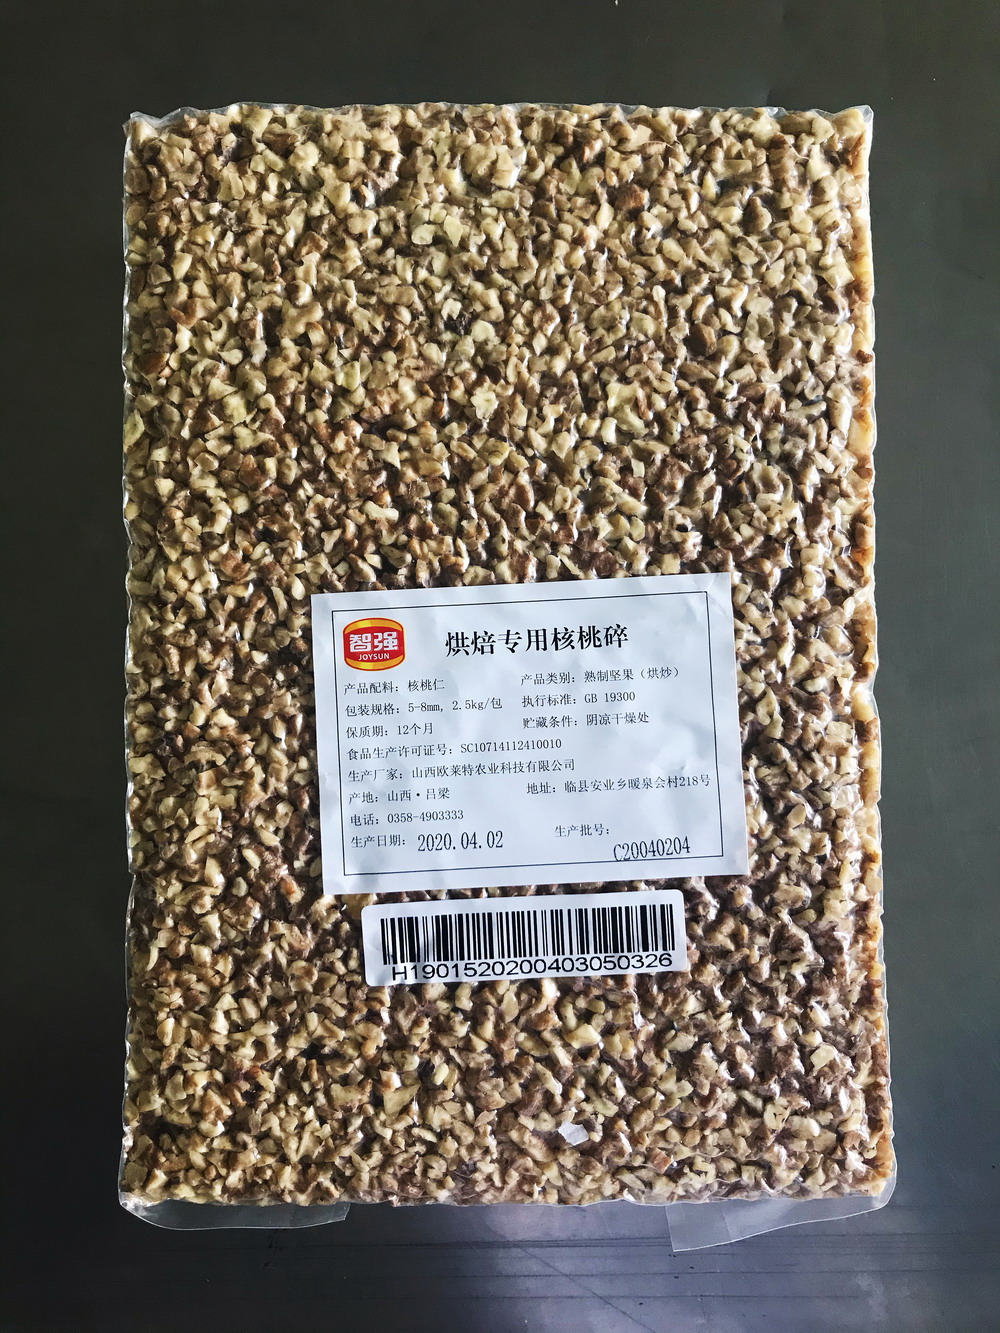 智强
JOYSUN
烘焙专用核桃碎
产品配料：核桃仁 产品类别：熟制坚果（烘炒）
包装规格：5-8mm, 2.5kg/包 执行标准：GB 19300
保质期：12个月 贮藏条件：阴凉干燥处
食品生产许可证号：SC10714112410010
生产厂家：山西欧莱特农业科技有限公司
产地：山西·吕梁 地址：临县安业乡暖泉会村218号
电话：0358-4903333
生产日期：2020.04.02 生产批号：C20040204
H1901520200403050326